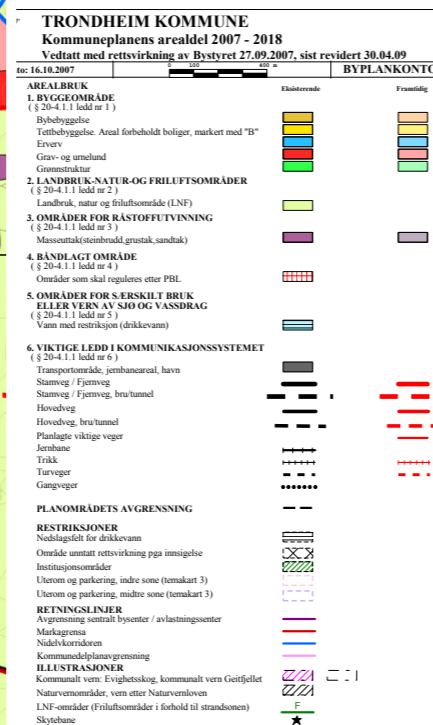 TRONDHEIM KOMMUNE
Kommuneplanens arealdel 2007 - 2018
Vedtatt med rettsvirkning av Bystyret 27.09.2007, sist revidert 30.04.09
to: 16.10.2007 0 100 400 m BYPLANKONTO
AREALBRUK Eksisterende Framtidig
1. BYGGEOMRÅDE
( § 20-4.1.1 ledd nr 1 )
Bybebyggelse
Tettbebyggelse. Areal forbeholdt boliger, markert med "B"
Erverv
Grav- og urnelund
Grønnstruktur
2. LANDBRUK-NATUR-OG FRILUFTSOMRÅDER
( § 20-4.1.1 ledd nr 2 )
Landbruk, natur og friluftsområde (LNF)
3. OMRÅDER FOR RÅSTOFFUTVINNING
( § 20-4.1.1 ledd nr 3 )
Masseuttak(steinbrudd,grustak,sandtak)
4. BÅNDLAGT OMRÅDE
( § 20-4.1.1 ledd nr 4 )
Områder som skal reguleres etter PBL
5. OMRÅDER FOR SÆRSKILT BRUK
ELLER VERN AV SJØ OG VASSDRAG
( § 20-4.1.1 ledd nr 5 )
Vann med restriksjon (drikkevann)
6. VIKTIGE LEDD I KOMMUNIKASJONSSYSTEMET
( § 20-4.1.1 ledd nr 6 )
Transportområde, jernbaneareal, havn
Stamveg / Fjernveg
Stamveg / Fjernveg, bru/tunnel
Hovedveg
Hovedveg, bru/tunnel
Planlagte viktige veger
Jernbane
Trikk
Turveger
Gangveger
PLANOMRÅDETS AVGRENSNING
RESTRIKSJONER
Nedslagsfelt for drikkevann
Område unntatt rettsvirkning pga innsigelse
Institusjonsområder
Uterom og parkering, indre sone (temakart 3)
Uterom og parkering, midtre sone (temakart 3)
RETNINGSLINJER
Avgrensning sentralt bysenter / avlastningssenter
Markagrensa
Nidelvkorridoren
Kommunedelplanavgrensning
ILLUSTRASJONER
Kommunalt vern: Evighetsskog, kommunalt vern Geitfjellet
Naturvernområder, vern etter Naturvernloven
LNF-områder (Friluftsområder i forhold til strandsonen) F
Skytebane